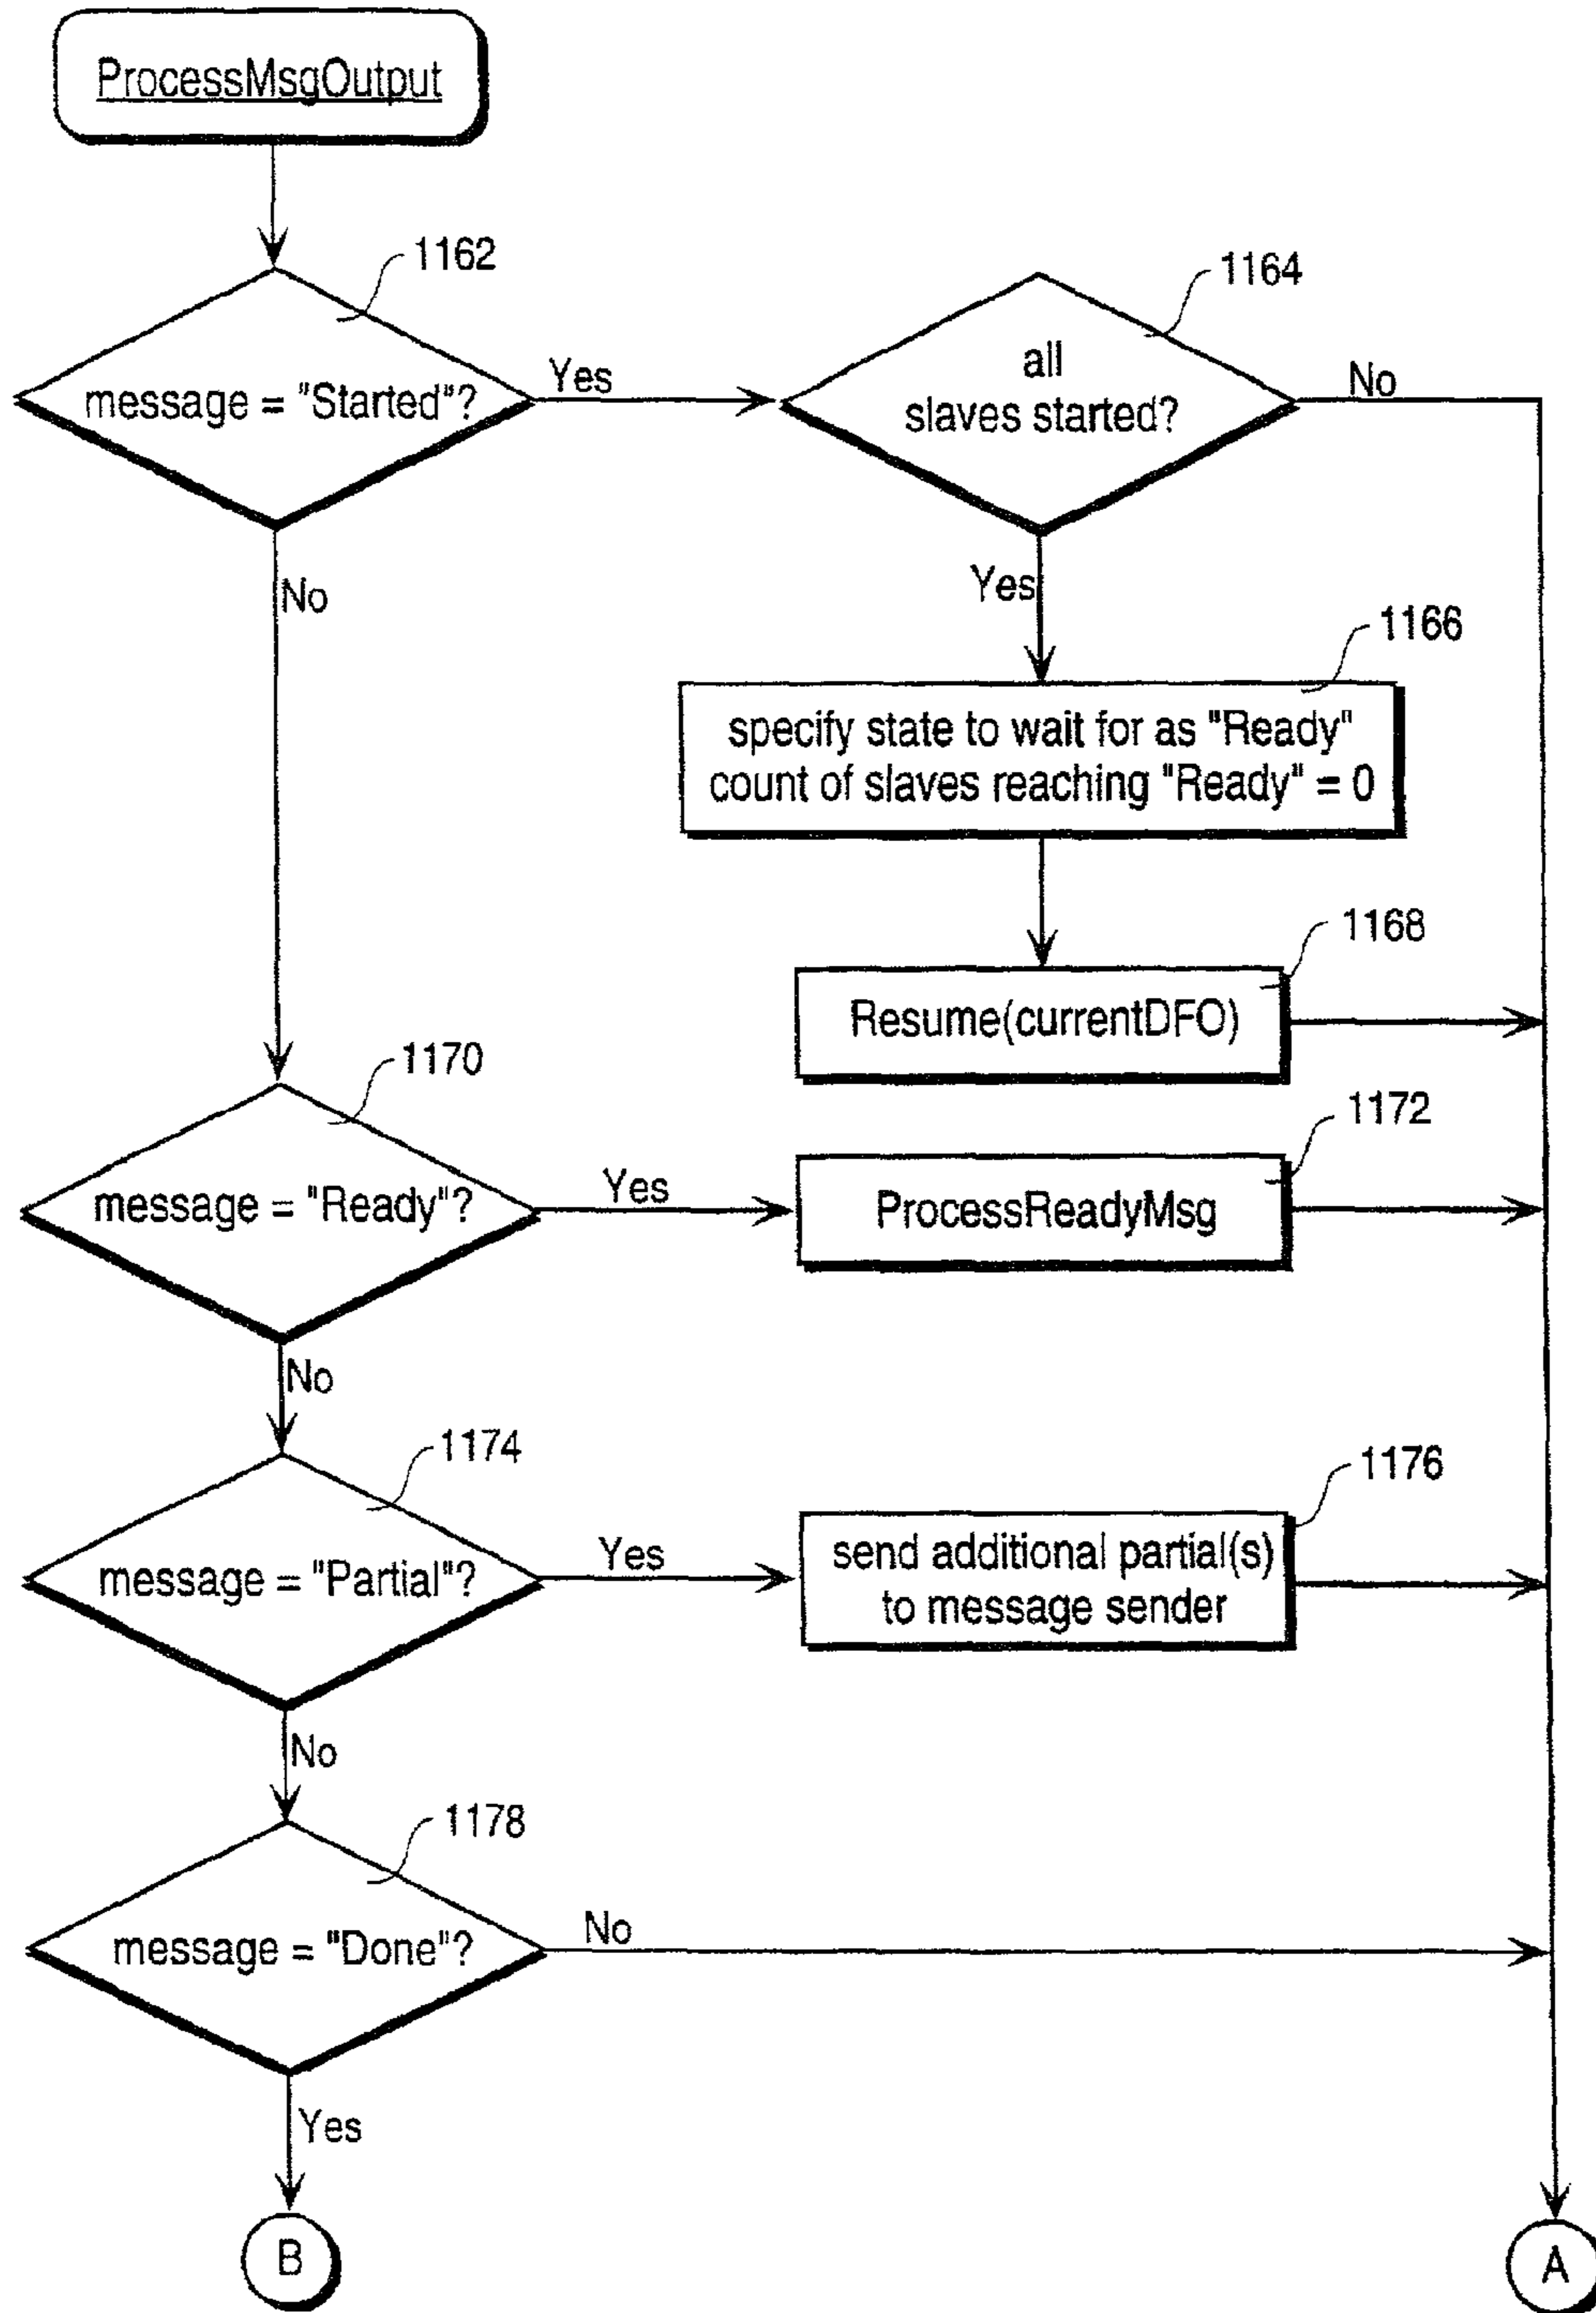 ProcessMsgOutput
1162
message = "Started"?
Yes
No
1164
all
slaves started?
No
Yes
1166
specify state to wait for as "Ready"
count of slaves reaching "Ready" = 0
1168
Resume(currentDFO)
1170
message = "Ready"?
Yes
No
1172
ProcessReadyMsg
1174
message = "Partial"?
Yes
No
1176
send additional partial(s)
to message sender
1178
message = "Done"?
No
Yes
B
A